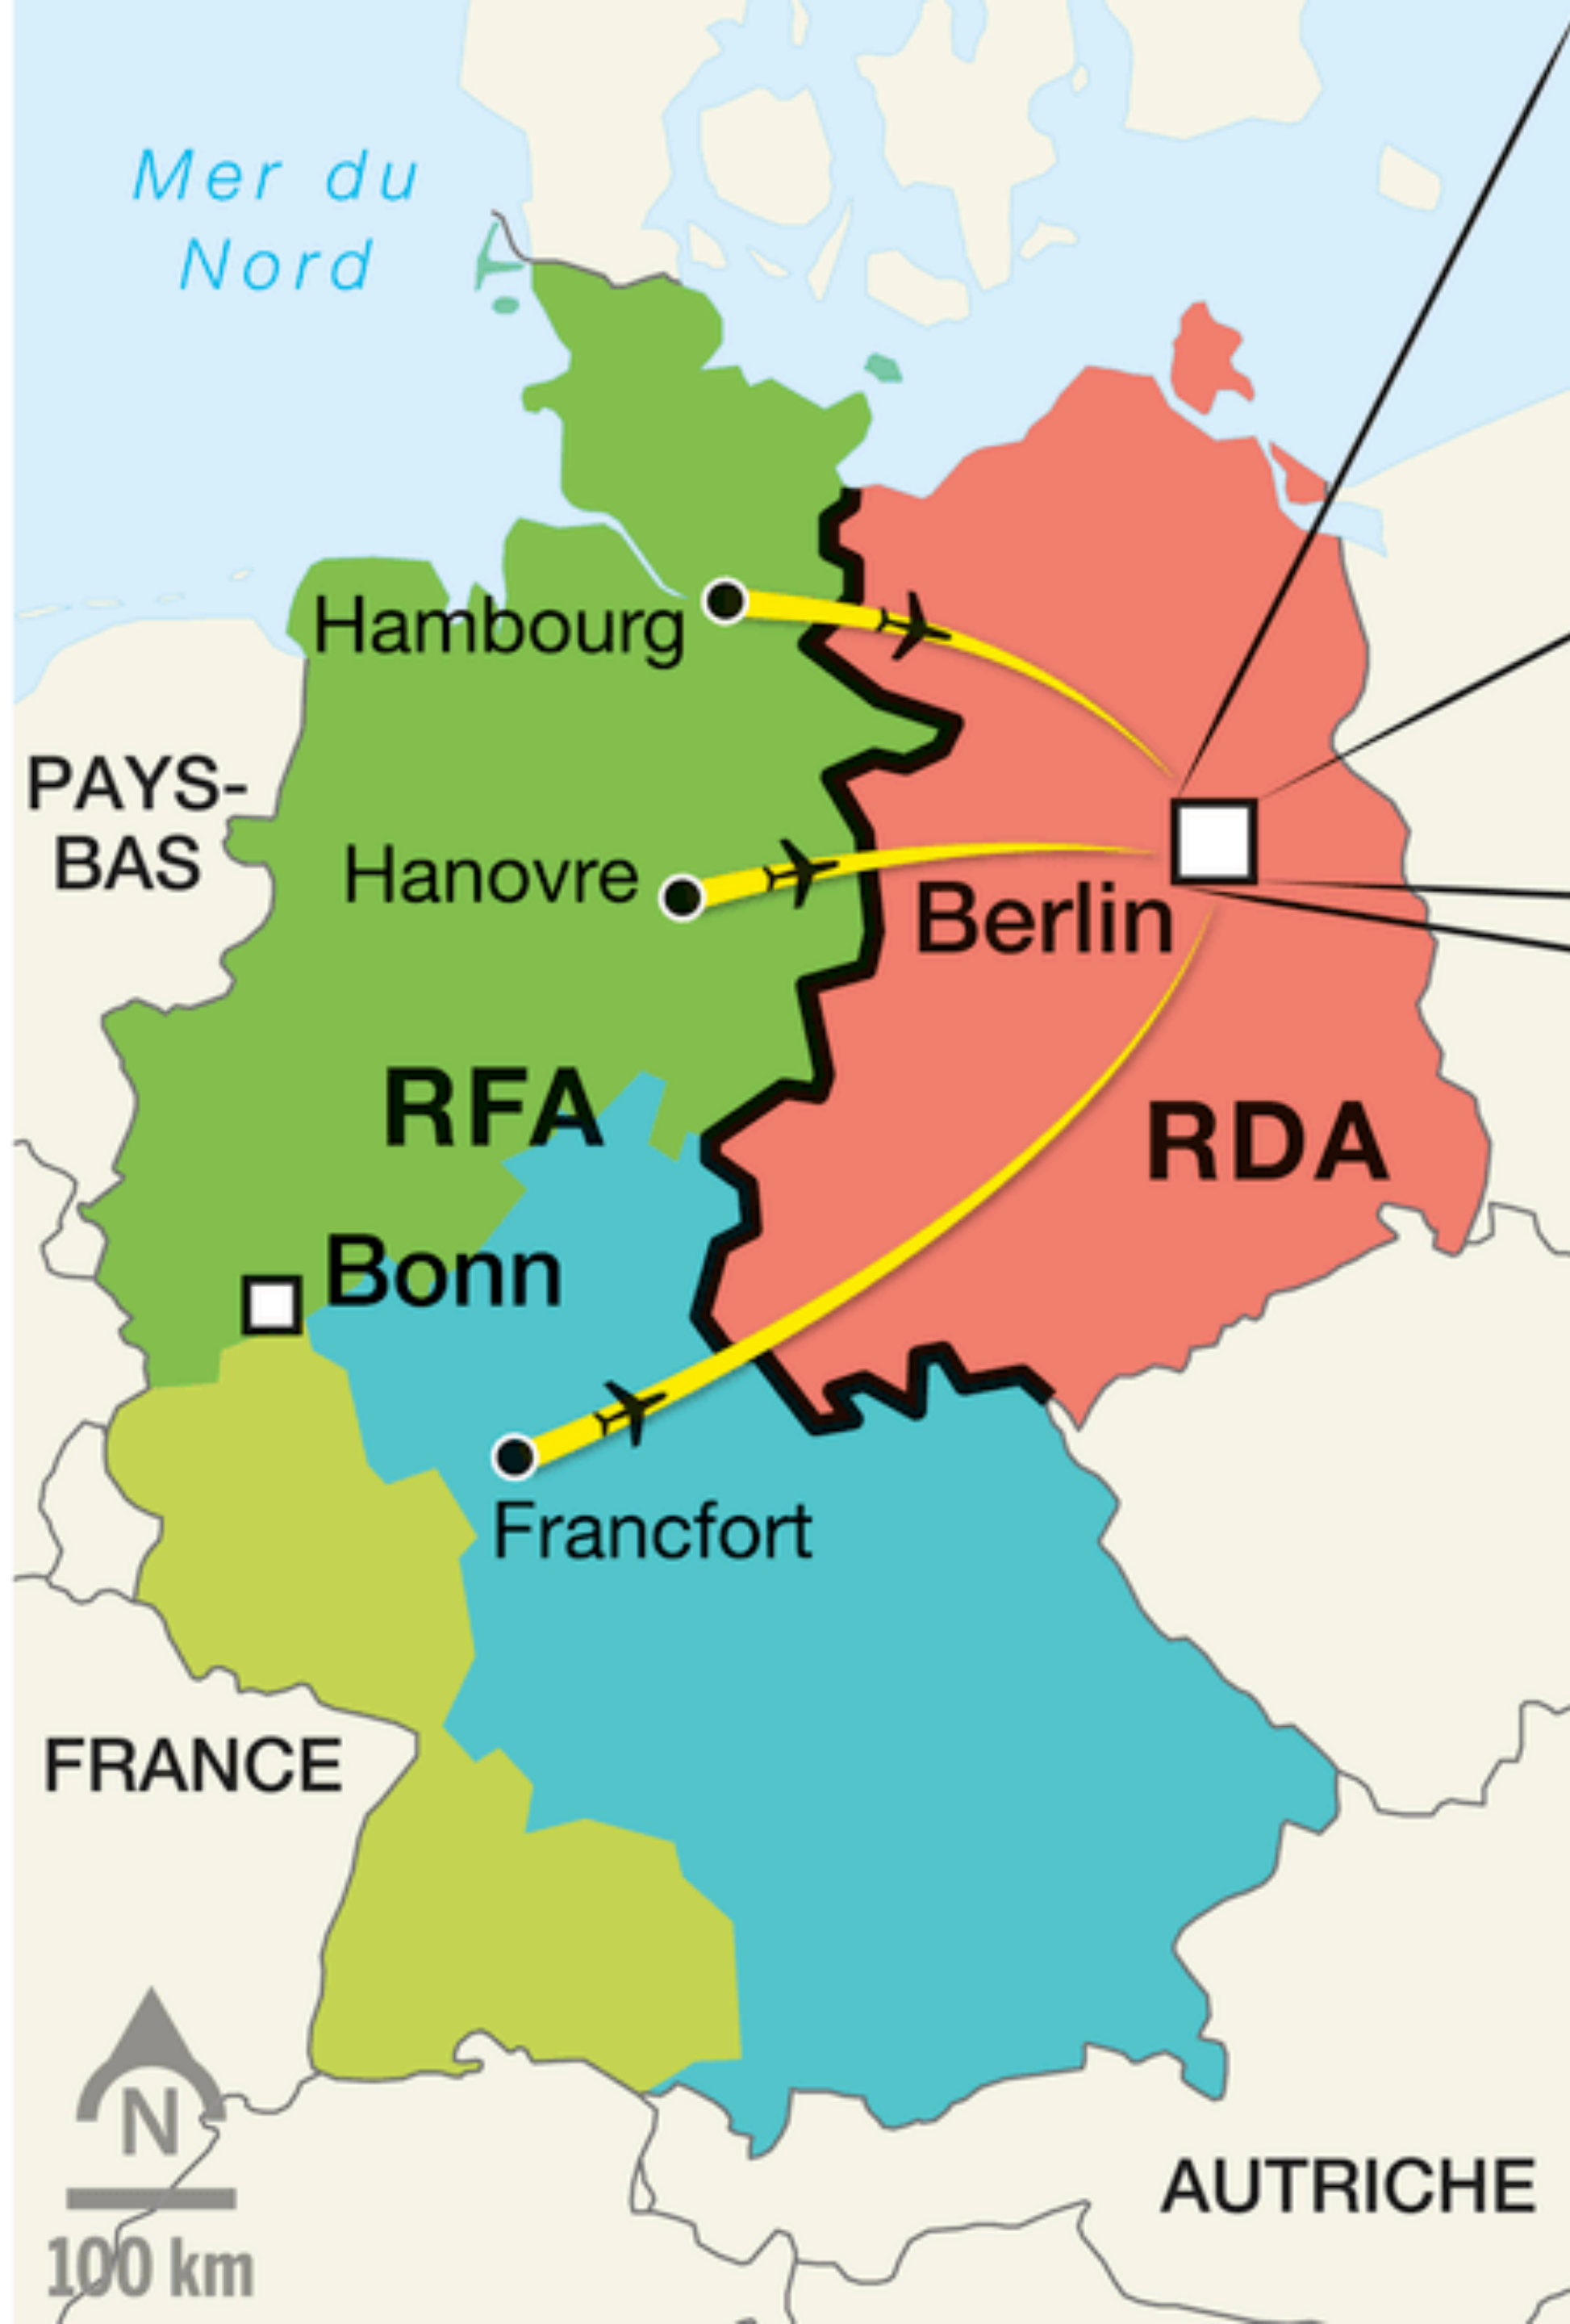 Mer du
Nord
Hambourg
PAYS-
BAS
Hanovre
Berlin
RFA
RDA
Bonn
Francfort
FRANCE
N
AUTRICHE
100 km